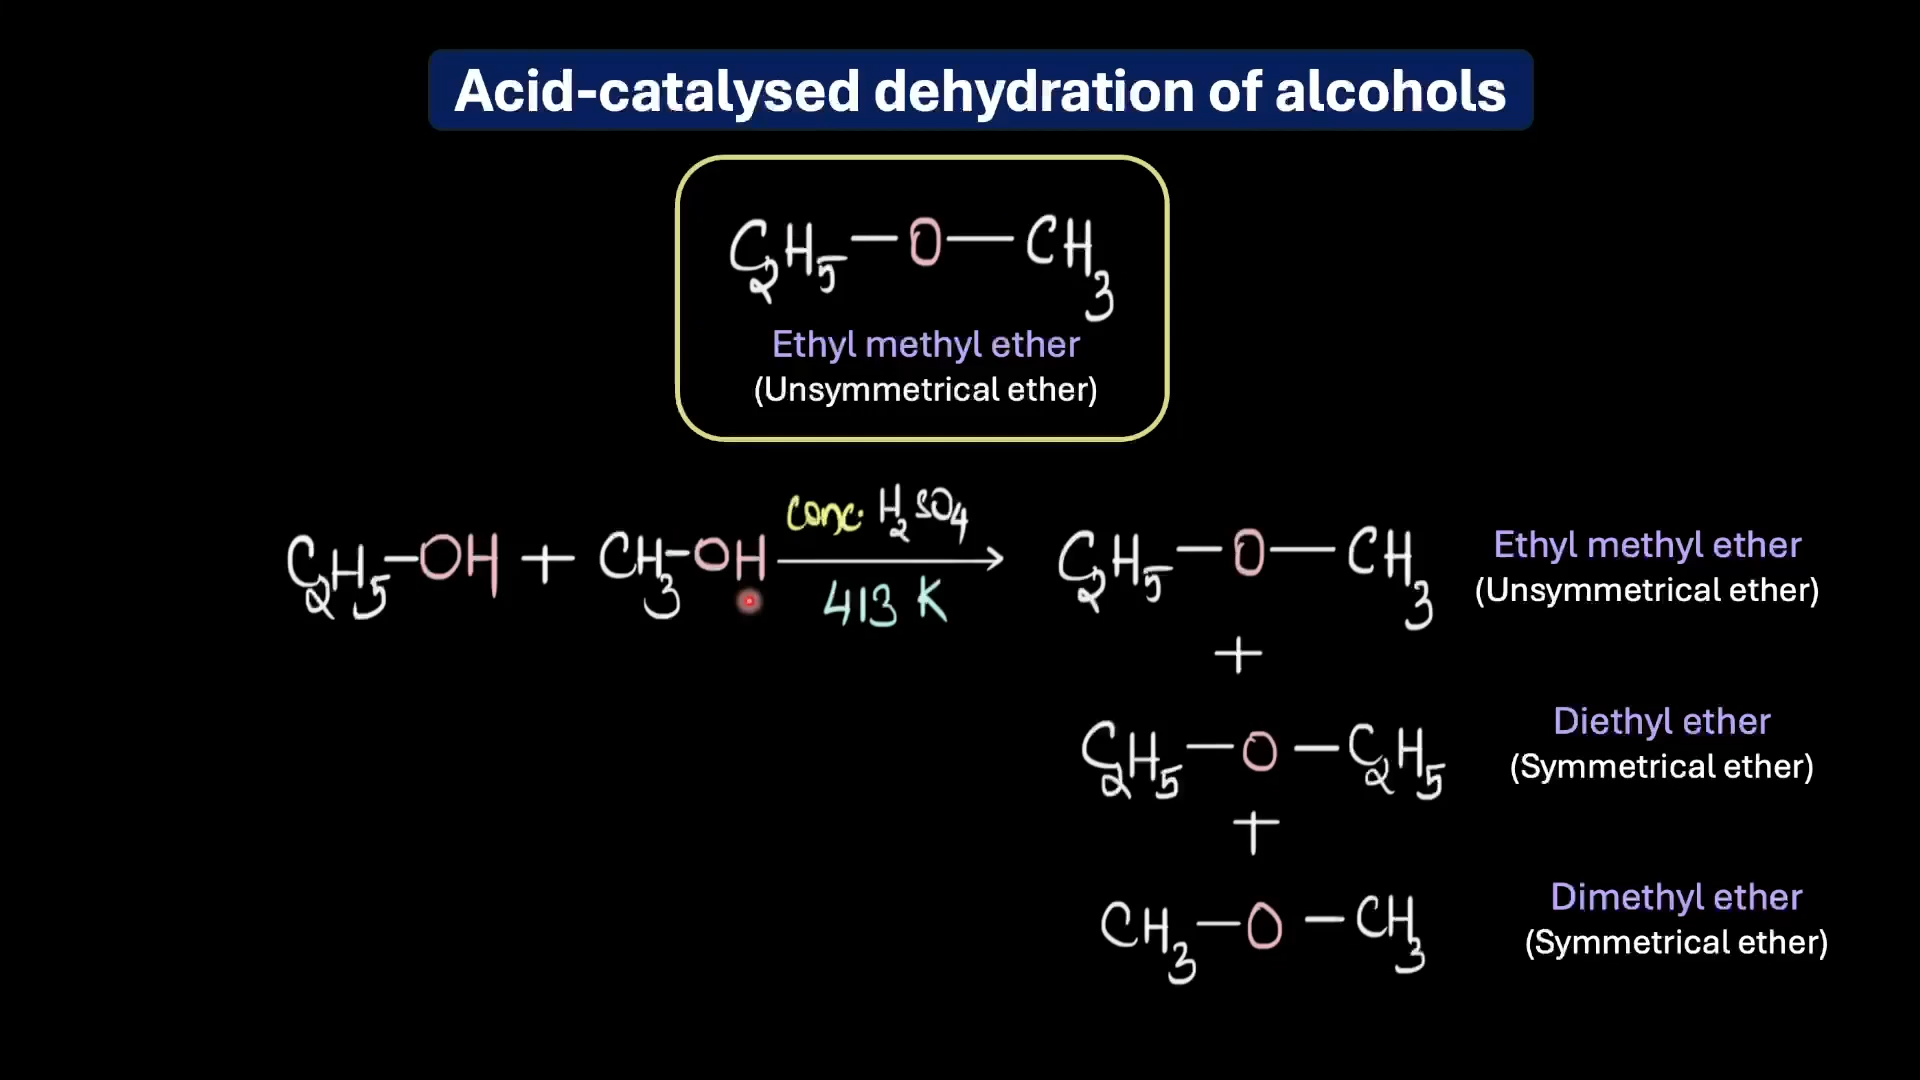 Acid-catalysed dehydration of alcohols
C₂H₅—O—CH₃
Ethyl methyl ether
(Unsymmetrical ether)
C₂H₅—OH + CH₃—OH
conc. H₂SO₄
413 K
C₂H₅—O—CH₃
Ethyl methyl ether
(Unsymmetrical ether)
+
C₂H₅—O—C₂H₅
Diethyl ether
(Symmetrical ether)
+
CH₃—O—CH₃
Dimethyl ether
(Symmetrical ether)